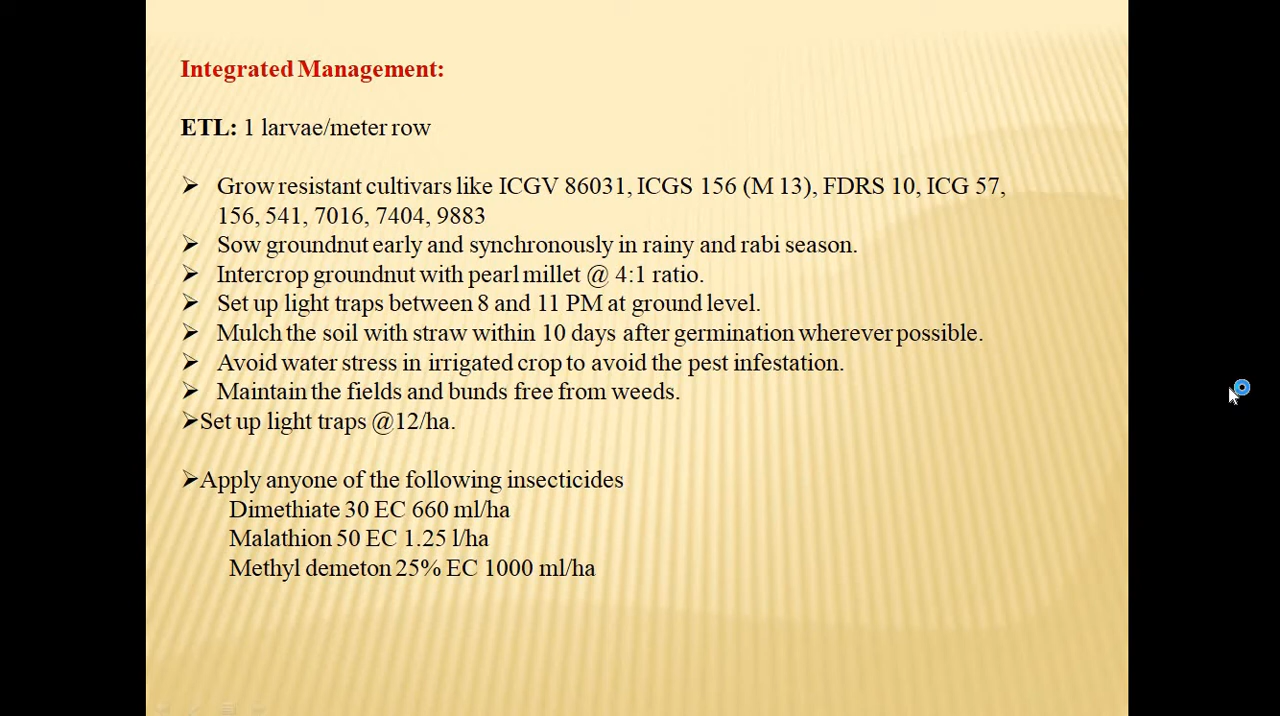 Integrated Management:
ETL: 1 larvae/meter row
➢ Grow resistant cultivars like ICGV 86031, ICGS 156 (M 13), FDRS 10, ICG 57,
156, 541, 7016, 7404, 9883
➢ Sow groundnut early and synchronously in rainy and rabi season.
➢ Intercrop groundnut with pearl millet @ 4:1 ratio.
➢ Set up light traps between 8 and 11 PM at ground level.
➢ Mulch the soil with straw within 10 days after germination wherever possible.
➢ Avoid water stress in irrigated crop to avoid the pest infestation.
➢ Maintain the fields and bunds free from weeds.
➢Set up light traps @12/ha.
➢Apply anyone of the following insecticides
Dimethiate 30 EC 660 ml/ha
Malathion 50 EC 1.25 l/ha
Methyl demeton 25% EC 1000 ml/ha